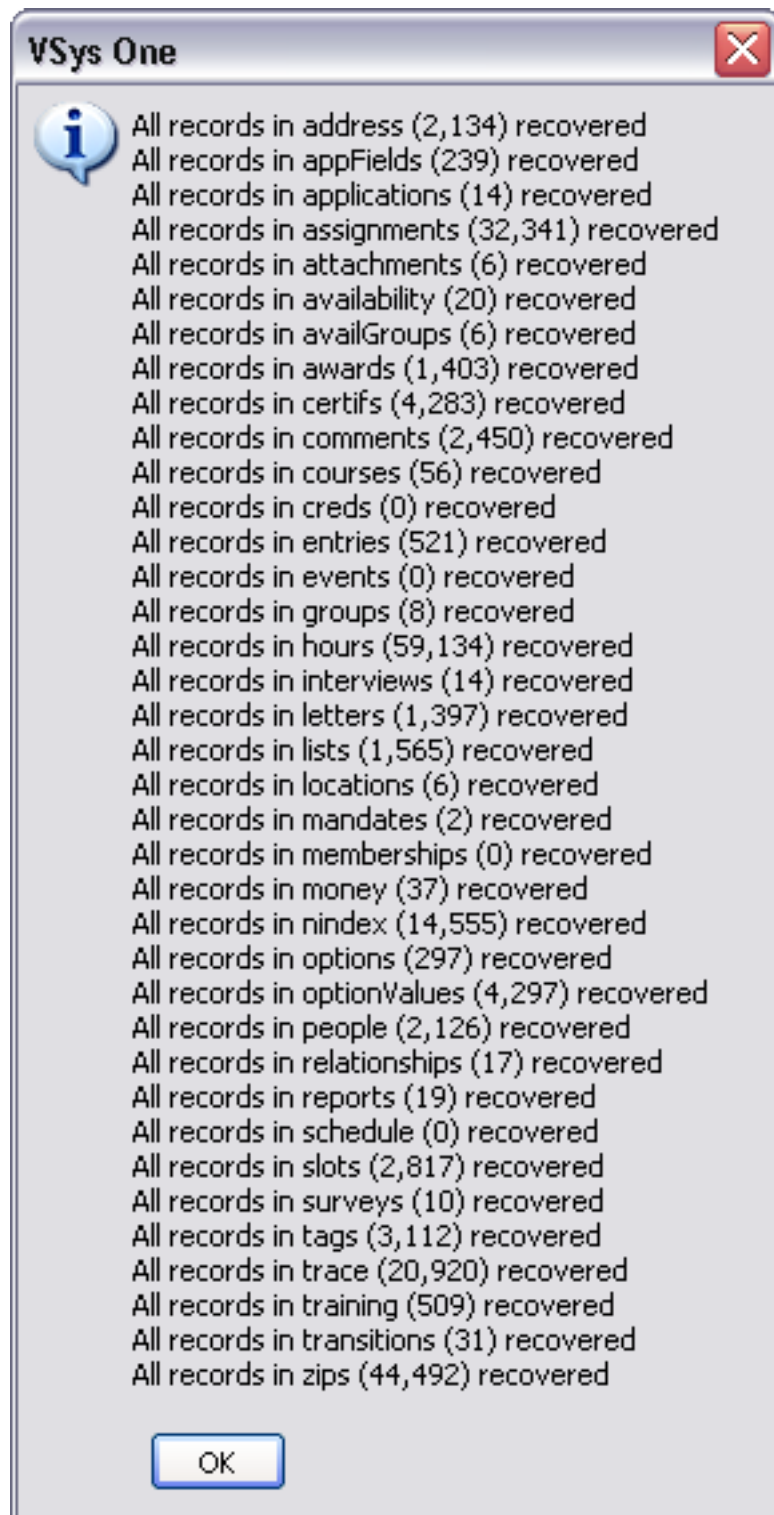 VSys One
All records in address (2,134) recovered
All records in appFields (239) recovered
All records in applications (14) recovered
All records in assignments (32,341) recovered
All records in attachments (6) recovered
All records in availability (20) recovered
All records in availGroups (6) recovered
All records in awards (1,403) recovered
All records in certifs (4,283) recovered
All records in comments (2,450) recovered
All records in courses (56) recovered
All records in creds (0) recovered
All records in entries (521) recovered
All records in events (0) recovered
All records in groups (8) recovered
All records in hours (59,134) recovered
All records in interviews (14) recovered
All records in letters (1,397) recovered
All records in lists (1,565) recovered
All records in locations (6) recovered
All records in mandates (2) recovered
All records in memberships (0) recovered
All records in money (37) recovered
All records in nindex (14,555) recovered
All records in options (297) recovered
All records in optionValues (4,297) recovered
All records in people (2,126) recovered
All records in relationships (17) recovered
All records in reports (19) recovered
All records in schedule (0) recovered
All records in slots (2,817) recovered
All records in surveys (10) recovered
All records in tags (3,112) recovered
All records in trace (20,920) recovered
All records in training (509) recovered
All records in transitions (31) recovered
All records in zips (44,492) recovered
OK